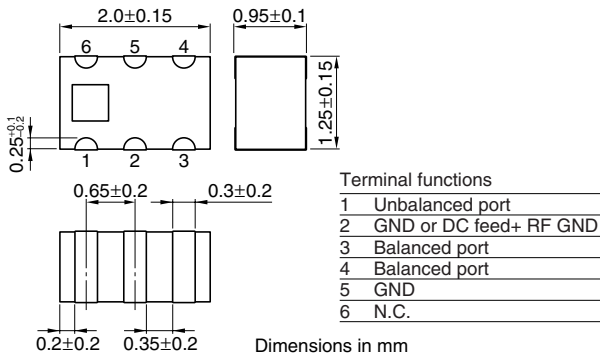 2.0±0.15
0.95±0.1
6 5 4
1.25±0.15
0.25+0.1-0.2
1 2 3
0.65±0.2
0.3±0.2
0.2±0.2
0.35±0.2
Dimensions in mm
Terminal functions
1 Unbalanced port
2 GND or DC feed+ RF GND
3 Balanced port
4 Balanced port
5 GND
6 N.C.